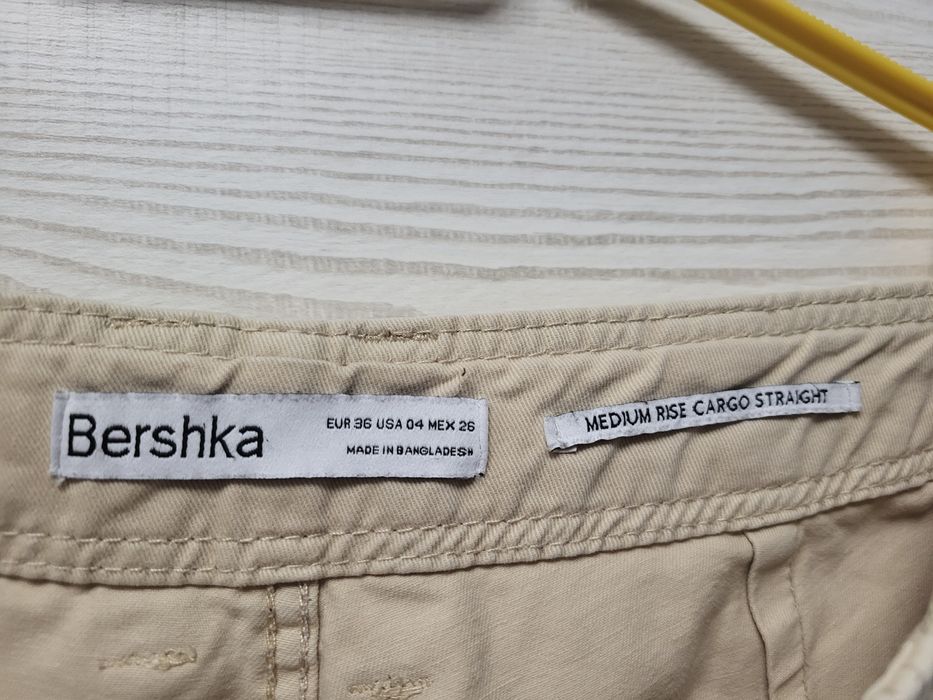 Bershka
EUR 36 USA 04 MEX 26
MADE IN BANGLADESH
MEDIUM RISE CARGO STRAIGHT